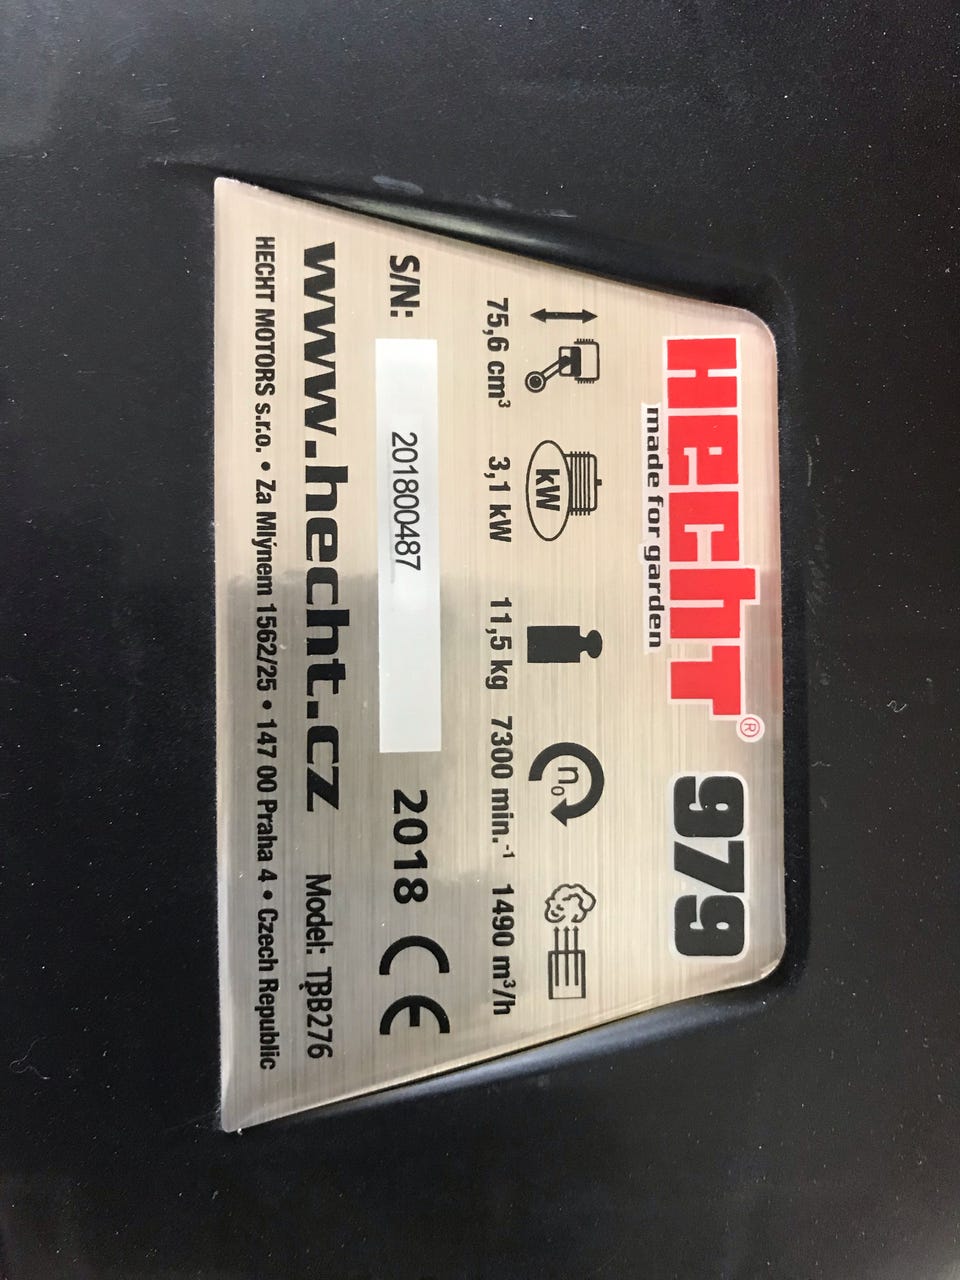 HECHT® 979
made for garden
kW n₀
75,6 cm³ 3,1 kW 11,5 kg 7300 min.⁻¹ 1490 m³/h
S/N: 201800487 2018 CE
www.hecht.cz Model: TBB276
HECHT MOTORS s.r.o. • Za Mlýnem 1562/25 • 147 00 Praha 4 • Czech Republic